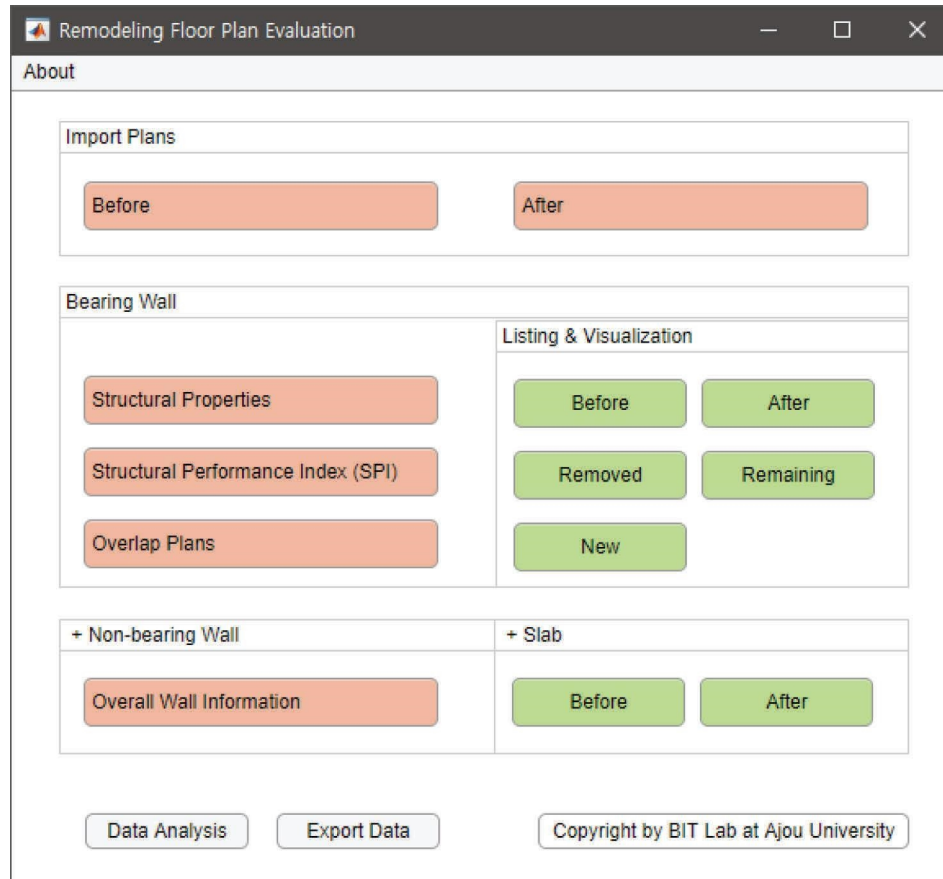 Remodeling Floor Plan Evaluation
About
Import Plans
Before
After
Bearing Wall
Listing & Visualization
Structural Properties
Before
After
Structural Performance Index (SPI)
Removed
Remaining
Overlap Plans
New
+ Non-bearing Wall
+ Slab
Overall Wall Information
Before
After
Data Analysis
Export Data
Copyright by BIT Lab at Ajou University